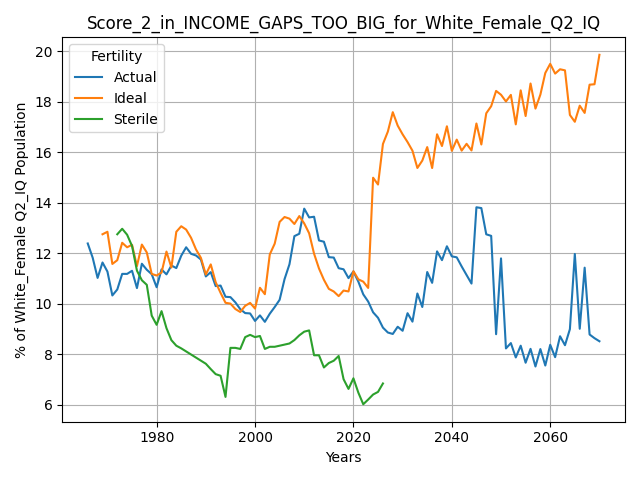 Score_2_in_INCOME_GAPS_TOO_BIG_for_White_Female_Q2_IQ
Fertility
Actual
Ideal
Sterile
% of White_Female Q2_IQ Population
20
18
16
14
12
10
8
6
1980
2000
2020
2040
2060
Years